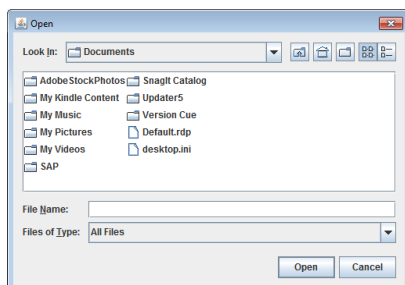 Open
Look In: Documents
AdobeStockPhotos SnagIt Catalog
My Kindle Content Updater5
My Music Version Cue
My Pictures Default.rdp
My Videos desktop.ini
SAP
File Name:
Files of Type: All Files
Open Cancel